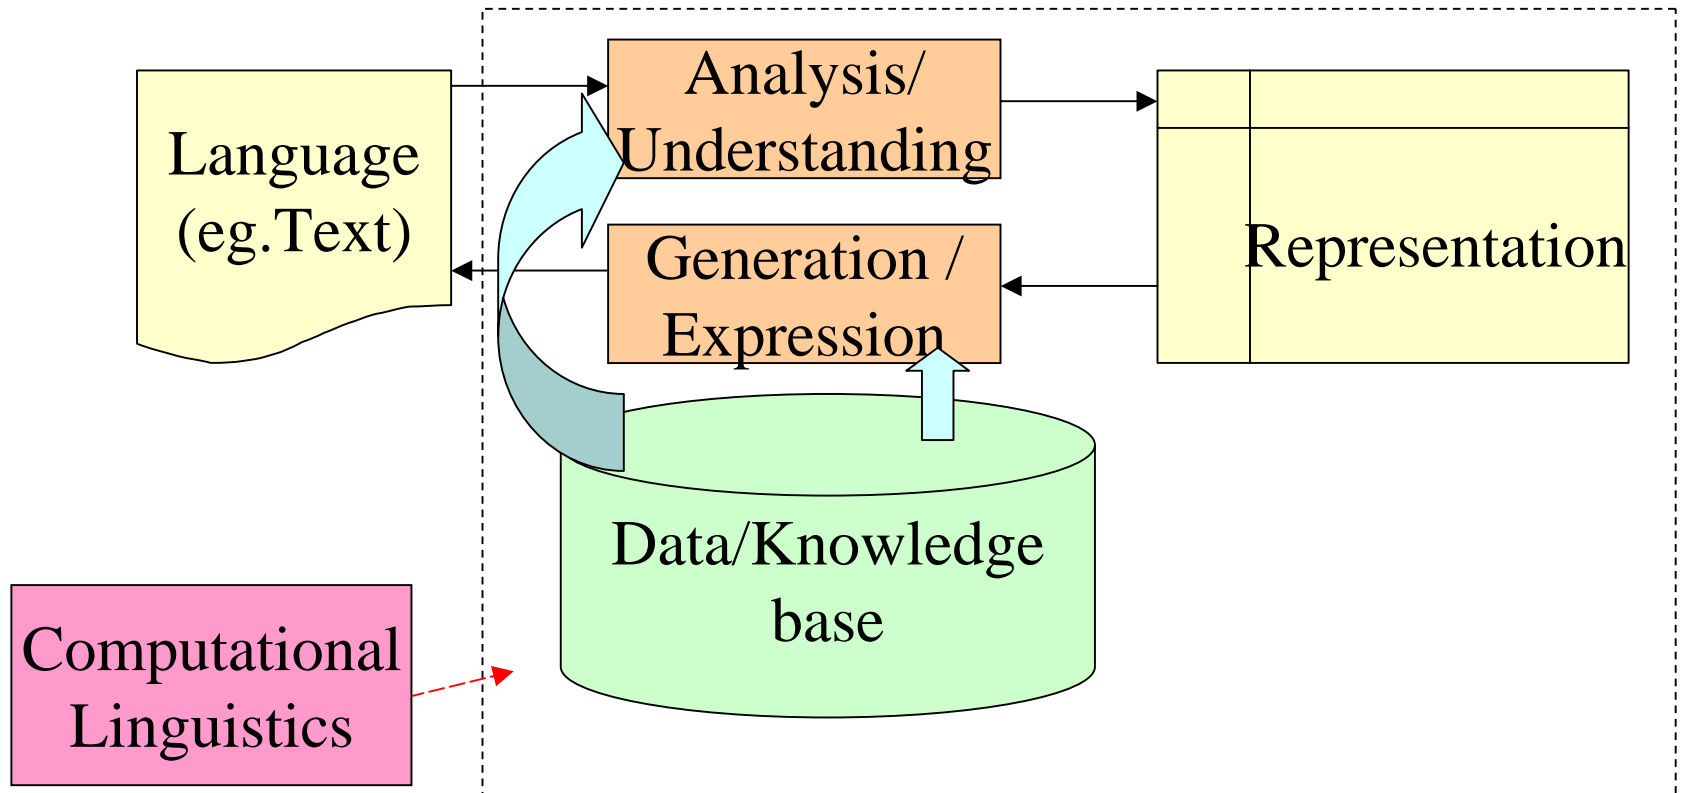 Language
(eg.Text)
Analysis/
Understanding
Generation /
Expression
Representation
Data/Knowledge
base
Computational
Linguistics